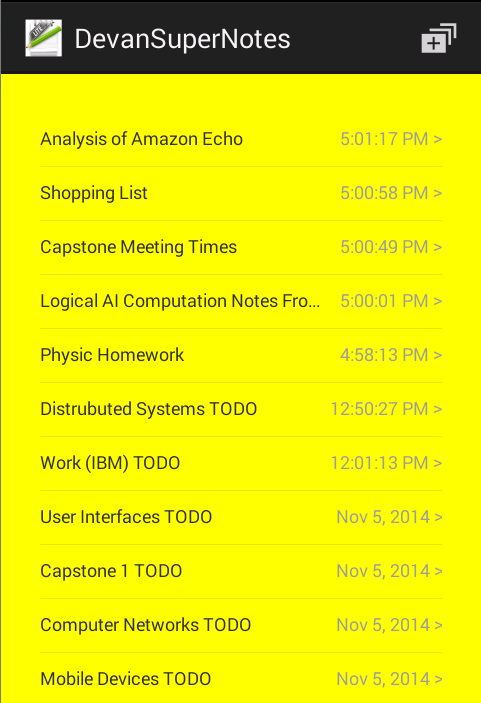 DevanSuperNotes
Analysis of Amazon Echo 5:01:17 PM >
Shopping List 5:00:58 PM >
Capstone Meeting Times 5:00:49 PM >
Logical AI Computation Notes Fro... 5:00:01 PM >
Physic Homework 4:58:13 PM >
Distrubuted Systems TODO 12:50:27 PM >
Work (IBM) TODO 12:01:13 PM >
User Interfaces TODO Nov 5, 2014 >
Capstone 1 TODO Nov 5, 2014 >
Computer Networks TODO Nov 5, 2014 >
Mobile Devices TODO Nov 5, 2014 >